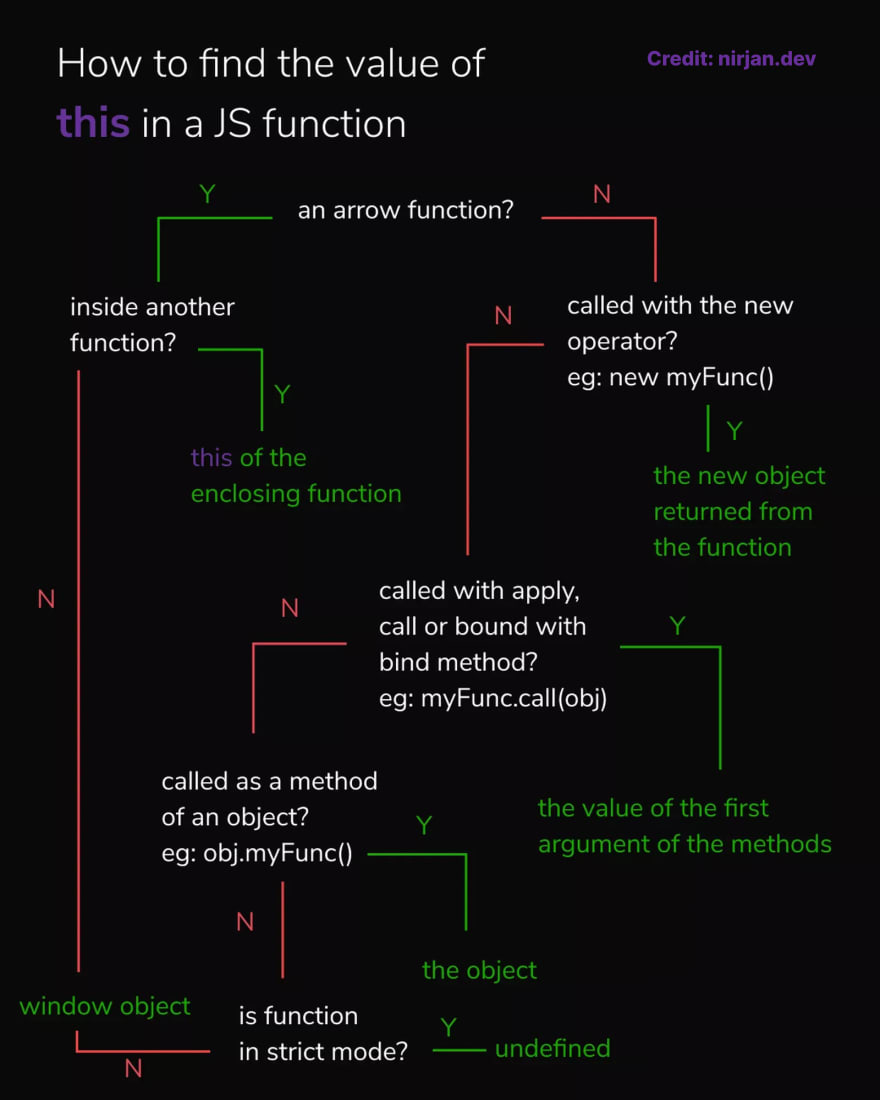 How to find the value of
this in a JS function
Credit: nirjan.dev
Y
an arrow function?
N
inside another
function?
Y
this of the
enclosing function
N
called with the new
operator?
eg: new myFunc()
Y
the new object
returned from
the function
N
N
called with apply,
call or bound with
bind method?
eg: myFunc.call(obj)
Y
the value of the first
argument of the methods
N
called as a method
of an object?
eg: obj.myFunc()
Y
the object
N
window object
is function
in strict mode?
Y
undefined
N